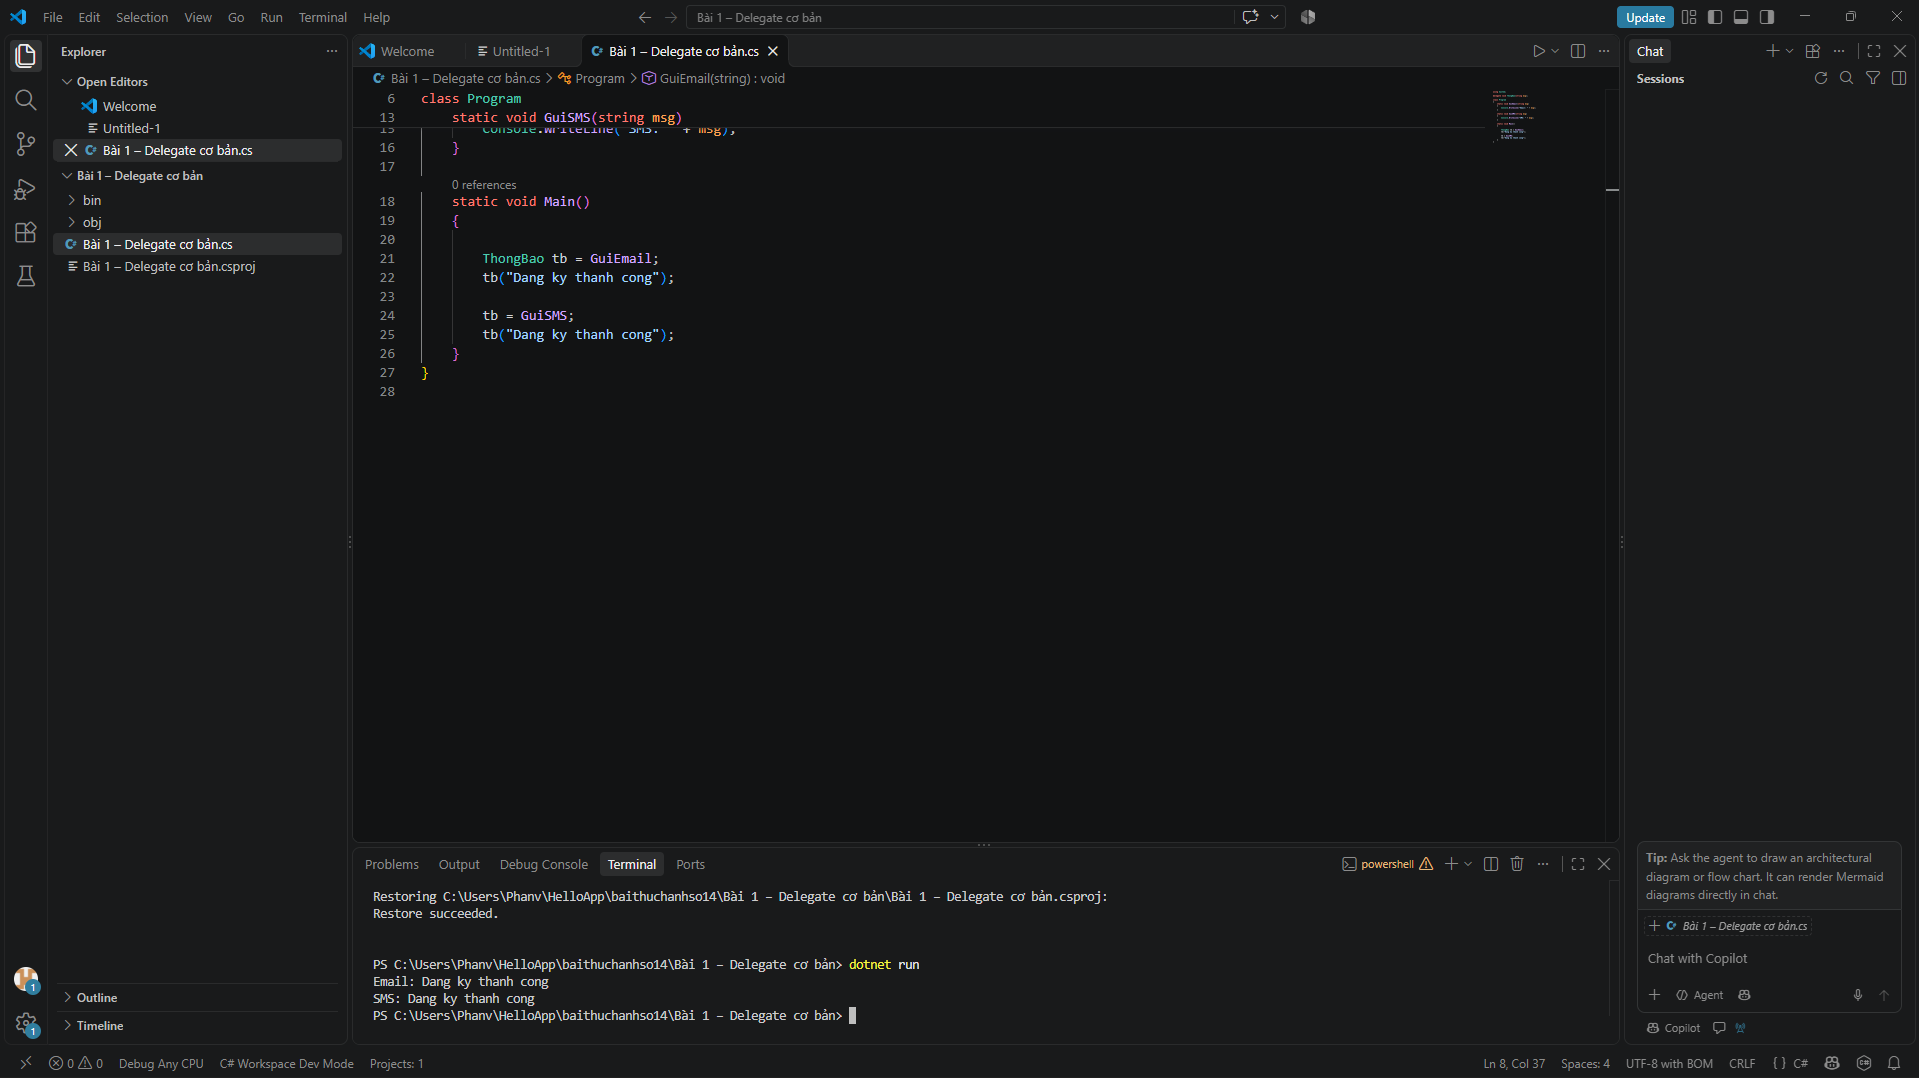 File Edit Selection View Go Run Terminal Help
Bài 1 – Delegate cơ bản
Update
Explorer
Open Editors
Welcome
Untitled-1
Bài 1 – Delegate cơ bản.cs
Bài 1 – Delegate cơ bản
bin
obj
Bài 1 – Delegate cơ bản.cs
Bài 1 – Delegate cơ bản.csproj
Outline
Timeline
1
1
Welcome Untitled-1 Bài 1 – Delegate cơ bản.cs
Bài 1 – Delegate cơ bản.cs > Program > GuiEmail(string) : void
6 class Program
13 static void GuiSMS(string msg)
15 Console.WriteLine("SMS: " + msg);
16 }
17
0 references
18 static void Main()
19 {
20
21 ThongBao tb = GuiEmail;
22 tb("Dang ky thanh cong");
23
24 tb = GuiSMS;
25 tb("Dang ky thanh cong");
26 }
27 }
28
Problems Output Debug Console Terminal Ports
powershell
Restoring C:\Users\Phanv\HelloApp\baithuchanhso14\Bài 1 – Delegate cơ bản\Bài 1 – Delegate cơ bản.csproj:
Restore succeeded.
PS C:\Users\Phanv\HelloApp\baithuchanhso14\Bài 1 – Delegate cơ bản> dotnet run
Email: Dang ky thanh cong
SMS: Dang ky thanh cong
PS C:\Users\Phanv\HelloApp\baithuchanhso14\Bài 1 – Delegate cơ bản>
Chat
Sessions
Tip: Ask the agent to draw an architectural
diagram or flow chart. It can render Mermaid
diagrams directly in chat.
Bài 1 – Delegate cơ bản.cs
Chat with Copilot
Agent
Copilot
0 0 Debug Any CPU C# Workspace Dev Mode Projects: 1
Ln 8, Col 37 Spaces: 4 UTF-8 with BOM CRLF { } C#